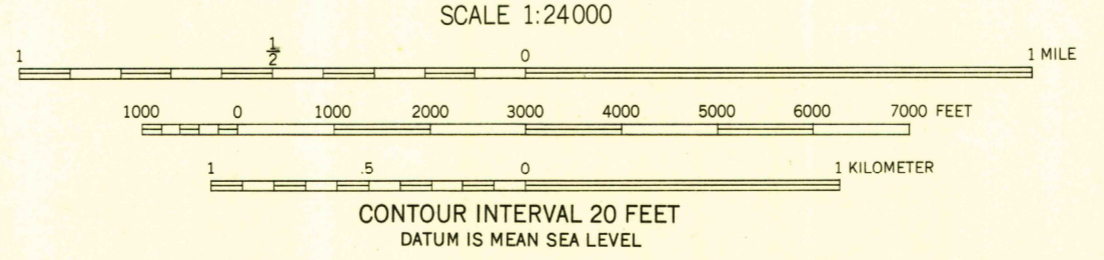 SCALE 1:24000
1 1/2 0 1 MILE
1000 0 1000 2000 3000 4000 5000 6000 7000 FEET
1 .5 0 1 KILOMETER
CONTOUR INTERVAL 20 FEET
DATUM IS MEAN SEA LEVEL